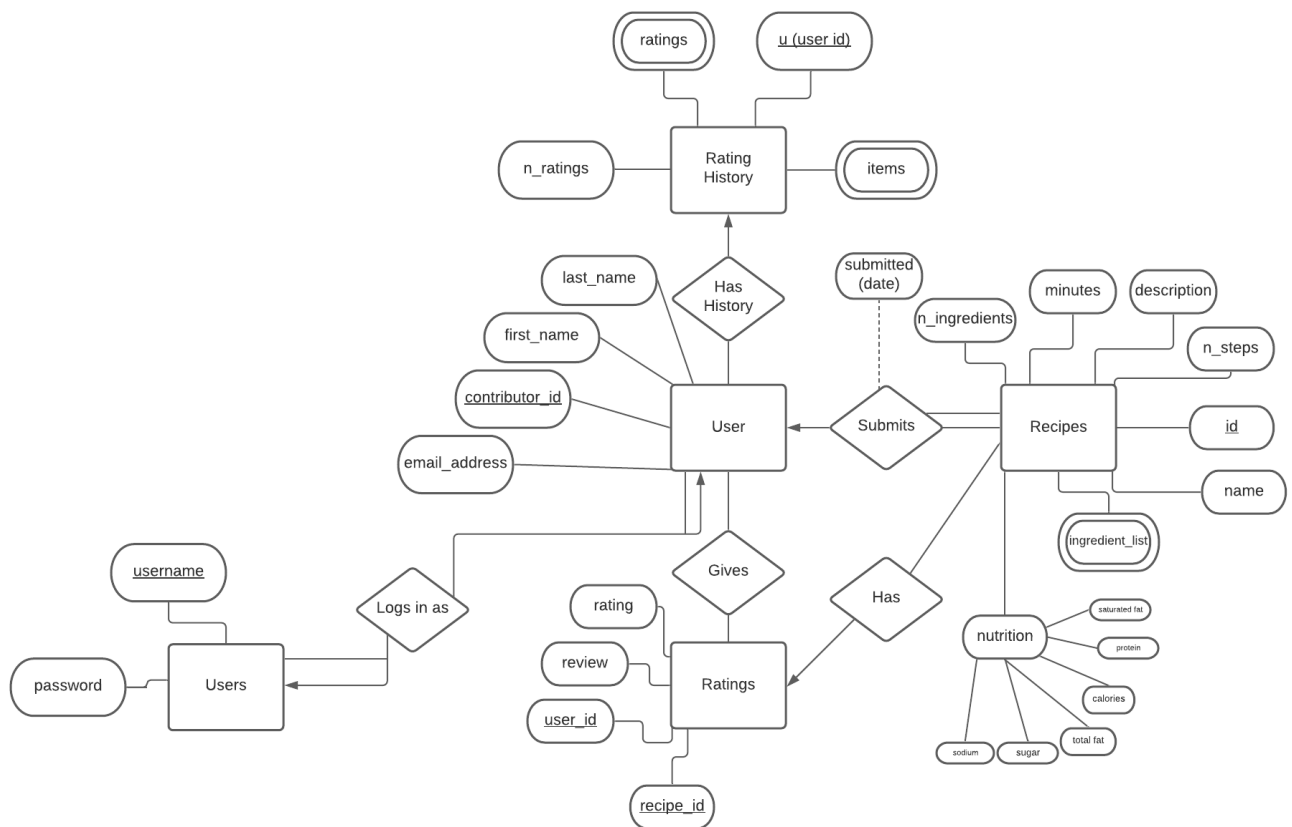 ratings
u (user id)
n_ratings
Rating
History
items
last_name
Has
History
submitted
(date)
n_ingredients
minutes
description
first_name
n_steps
contributor_id
User
Submits
Recipes
id
email_address
name
ingredient_list
username
Logs in as
Gives
Has
rating
saturated fat
nutrition
protein
review
password
Users
Ratings
calories
user_id
total fat
sodium
sugar
recipe_id